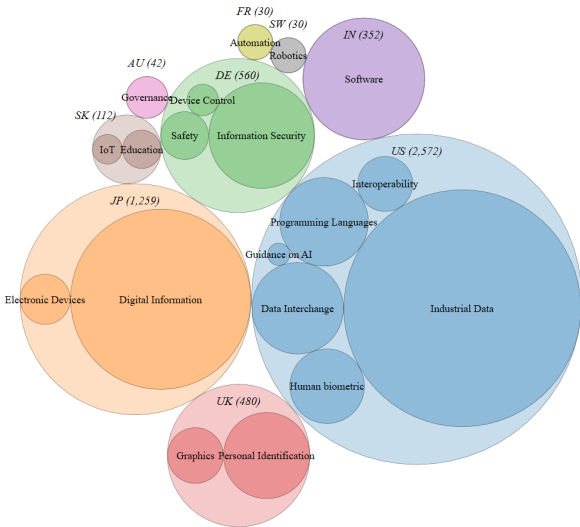 FR (30)
SW (30)
Automation
Robotics
IN (352)
Software
AU (42)
Governance
DE (560)
Device Control
Safety
Information Security
SK (112)
IoT
Education
US (2,572)
Interoperability
Programming Languages
Guidance on AI
Data Interchange
Industrial Data
Human biometric
JP (1,259)
Electronic Devices
Digital Information
UK (480)
Graphics
Personal Identification